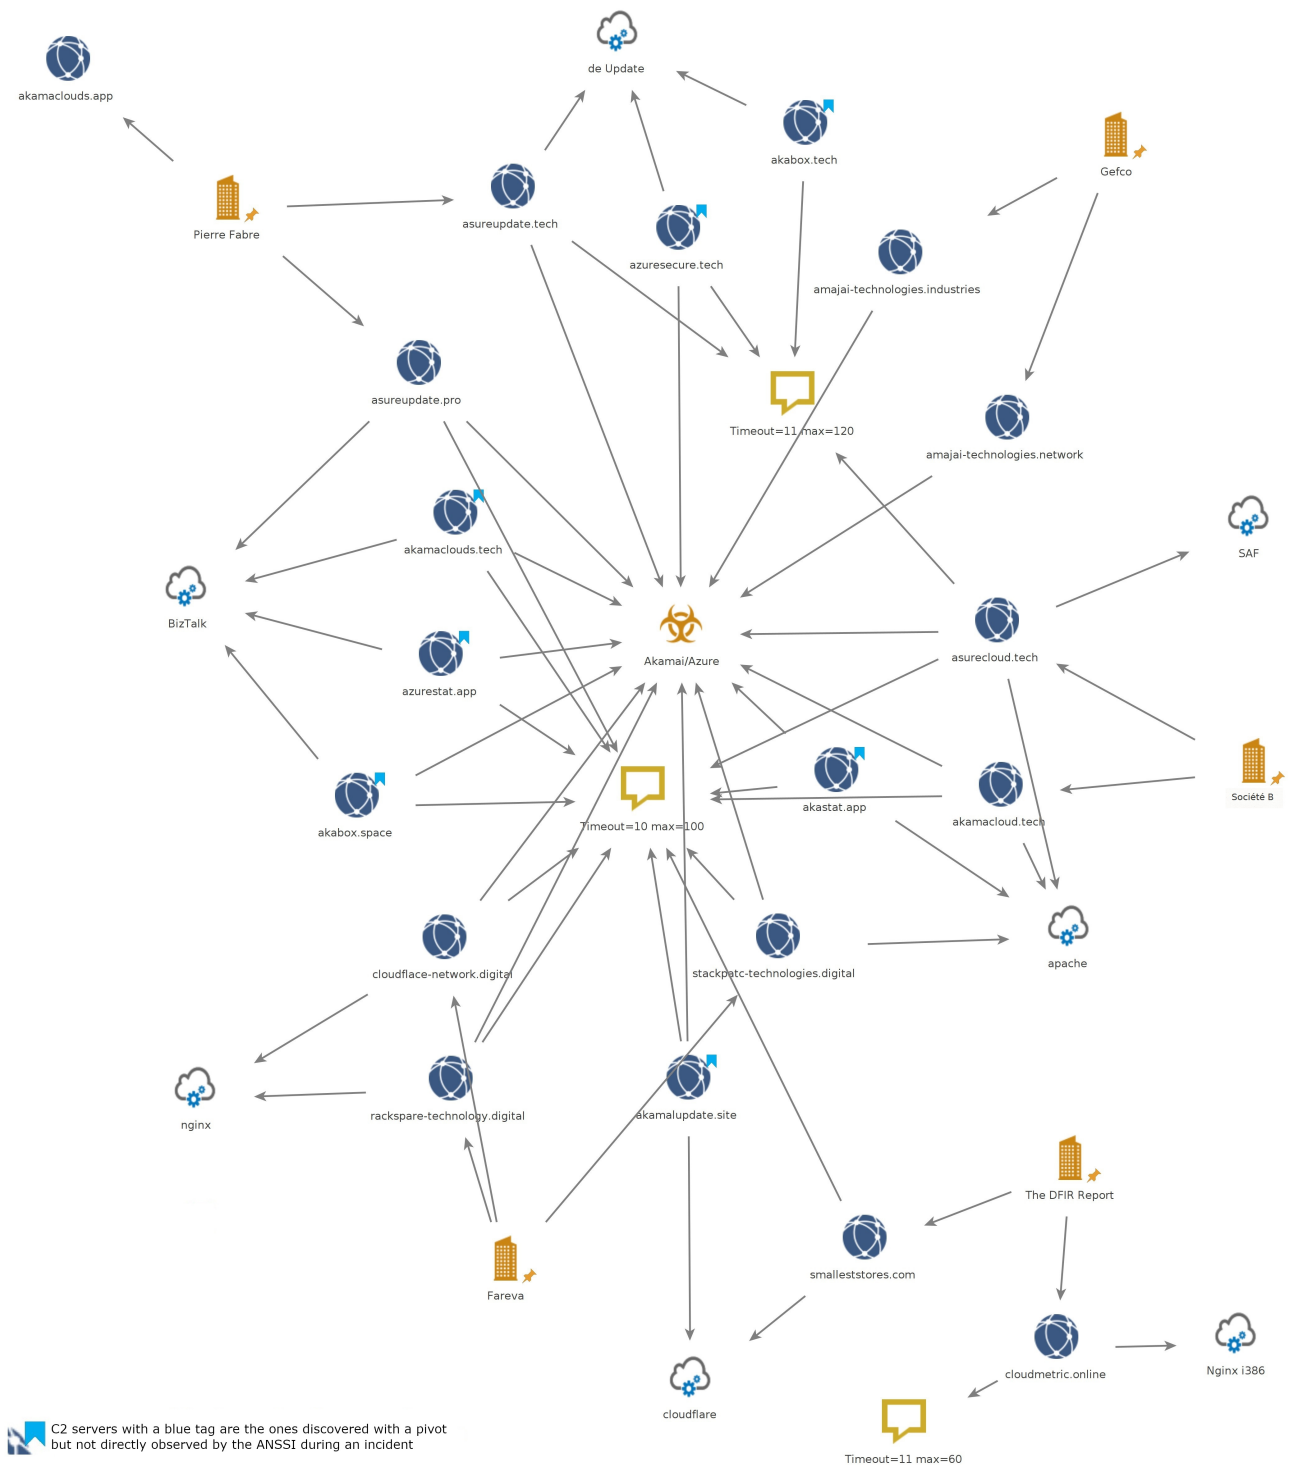 de Update
akamaclouds.app
akabox.tech
Gefco
asureupdate.tech
Pierre Fabre
azuresecure.tech
amajai-technologies.industries
asureupdate.pro
Timeout=11 max=120
amajai-technologies.network
akamaclouds.tech
SAF
BizTalk
Akamai/Azure
asurecloud.tech
azurestat.app
Société B
akastat.app
akamacloud.tech
Timeout=10 max=100
akabox.space
apache
cloudflace-network.digital
stackpatc-technologies.digital
rackspare-technology.digital
akamalupdate.site
nginx
The DFIR Report
smalleststores.com
Fareva
cloudmetric.online
Nginx i386
cloudflare
C2 servers with a blue tag are the ones discovered with a pivot
but not directly observed by the ANSSI during an incident
Timeout=11 max=60